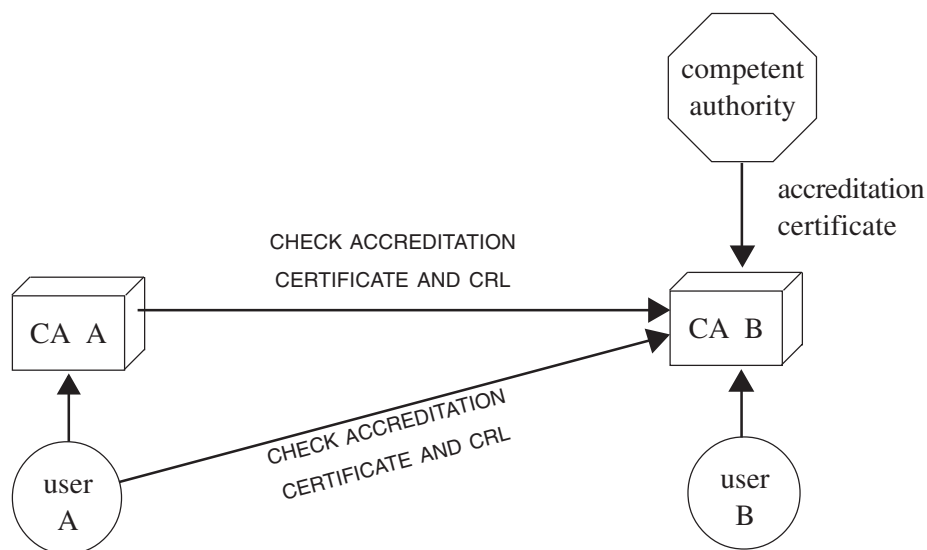 competent
authority
accreditation
certificate
CHECK ACCREDITATION
CERTIFICATE AND CRL
CA A
CA B
CHECK ACCREDITATION
CERTIFICATE AND CRL
user
A
user
B